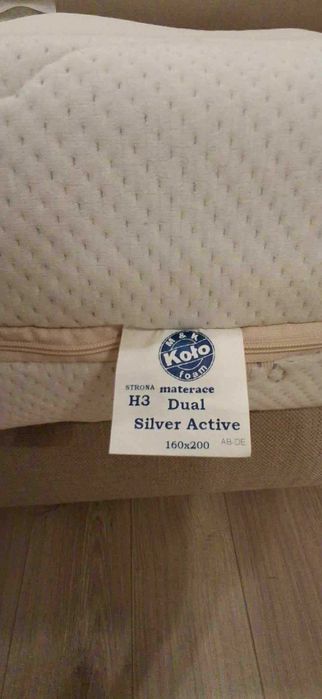 M&K
Koło
foam
STRONA materace
H3 Dual
Silver Active
160x200 AB-DE